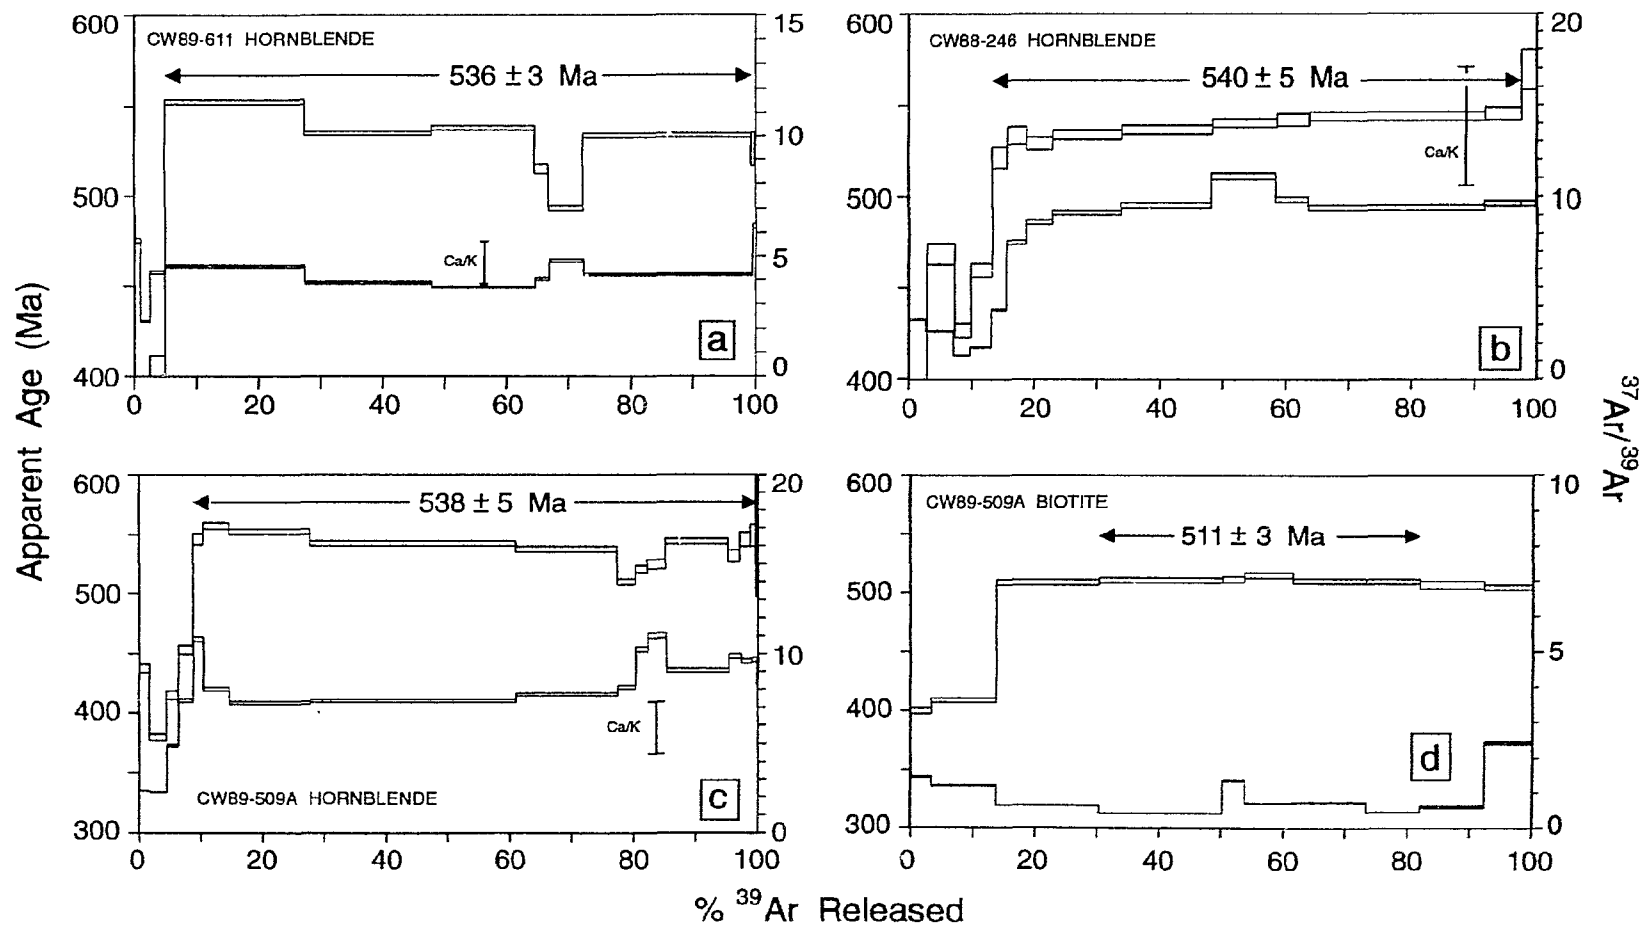 Apparent Age (Ma)
600
500
400
CW89-611 HORNBLENDE
536 ± 3 Ma
Ca/K
a
15
10
5
0
0 20 40 60 80 100
600
500
400
CW88-246 HORNBLENDE
540 ± 5 Ma
Ca/K
b
20
10
0
0 20 40 60 80 100
600
500
400
300
538 ± 5 Ma
Ca/K
CW89-509A HORNBLENDE
c
20
10
0
0 20 40 60 80 100
600
500
400
300
CW89-509A BIOTITE
511 ± 3 Ma
d
10
5
0
0 20 40 60 80 100
³⁷Ar/³⁹Ar
% ³⁹Ar Released